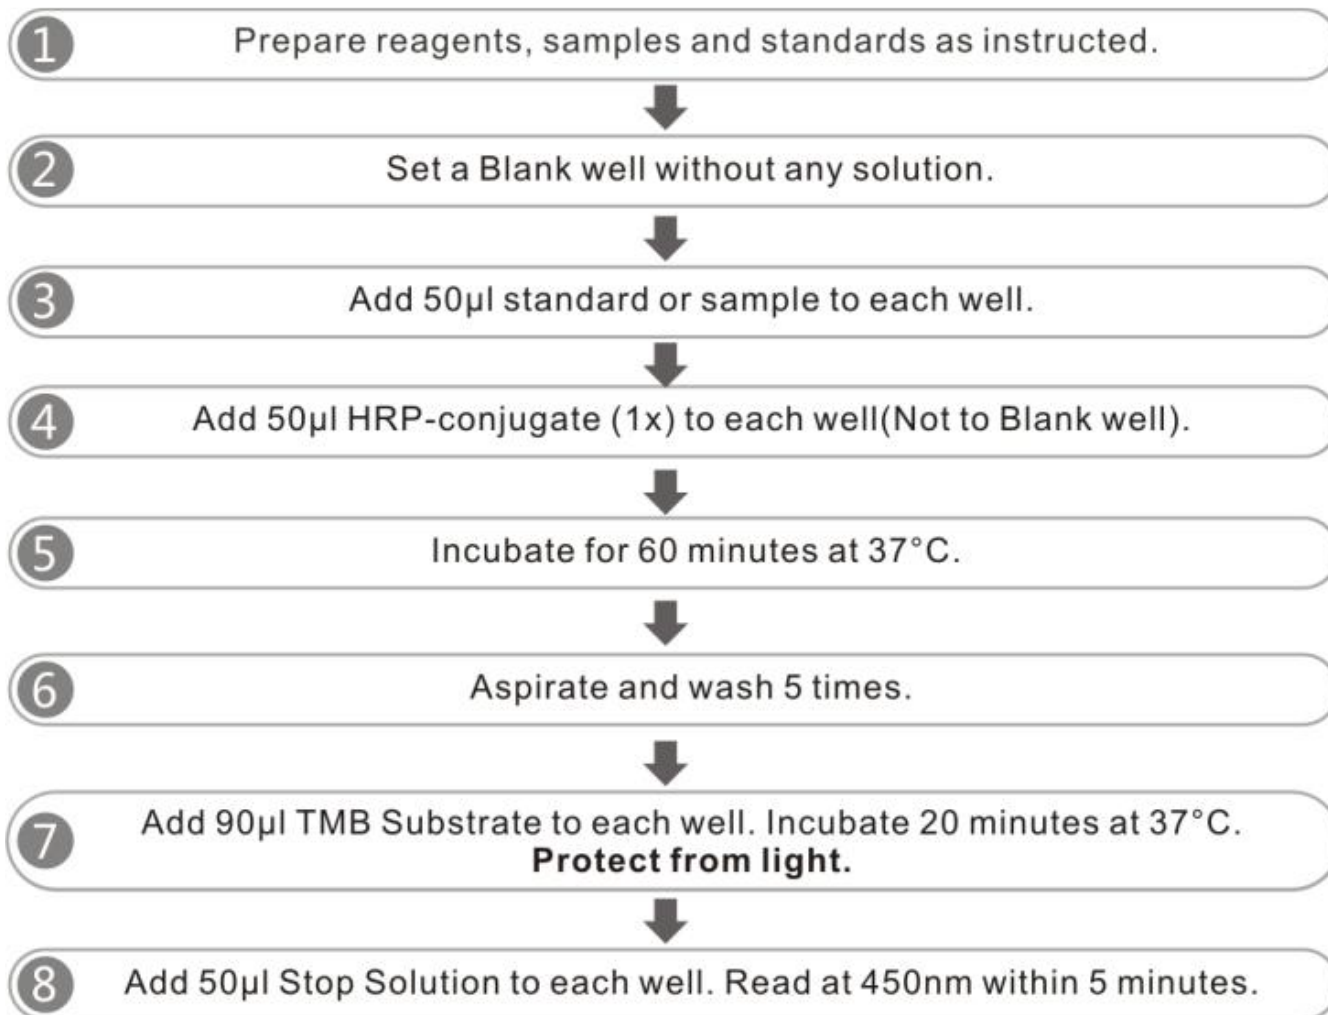 1 Prepare reagents, samples and standards as instructed.
2 Set a Blank well without any solution.
3 Add 50μl standard or sample to each well.
4 Add 50μl HRP-conjugate (1x) to each well(Not to Blank well).
5 Incubate for 60 minutes at 37°C.
6 Aspirate and wash 5 times.
7 Add 90μl TMB Substrate to each well. Incubate 20 minutes at 37°C.
Protect from light.
8 Add 50μl Stop Solution to each well. Read at 450nm within 5 minutes.